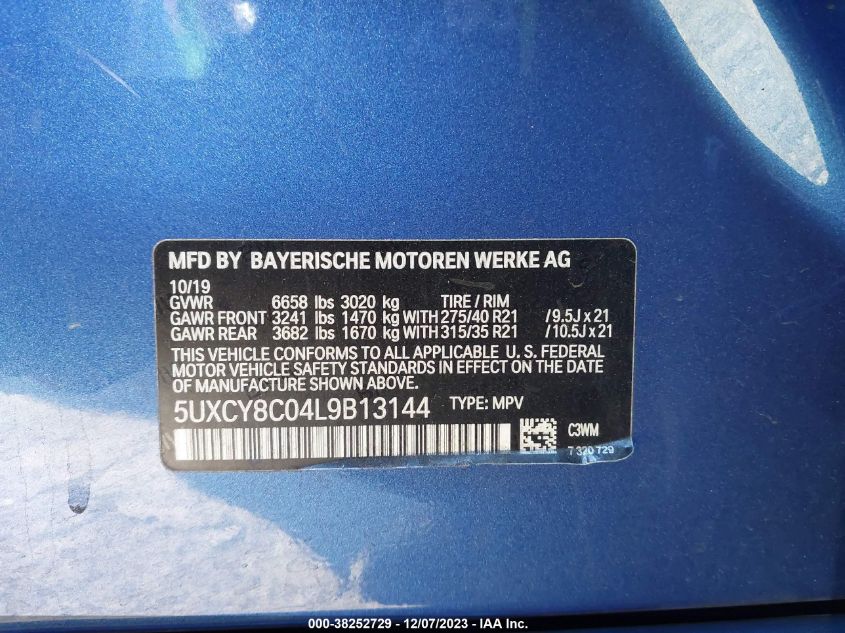 MFD BY BAYERISCHE MOTOREN WERKE AG
10/19
GVWR 6658 lbs 3020 kg TIRE / RIM
GAWR FRONT 3241 lbs 1470 kg WITH 275/40 R21 /9.5J x 21
GAWR REAR 3682 lbs 1670 kg WITH 315/35 R21 /10.5J x 21
THIS VEHICLE CONFORMS TO ALL APPLICABLE U. S. FEDERAL
MOTOR VEHICLE SAFETY STANDARDS IN EFFECT ON THE DATE
OF MANUFACTURE SHOWN ABOVE.
5UXCY8C04L9B13144 TYPE: MPV
C3WM
7 320 729
000-38252729 - 12/07/2023 - IAA Inc.